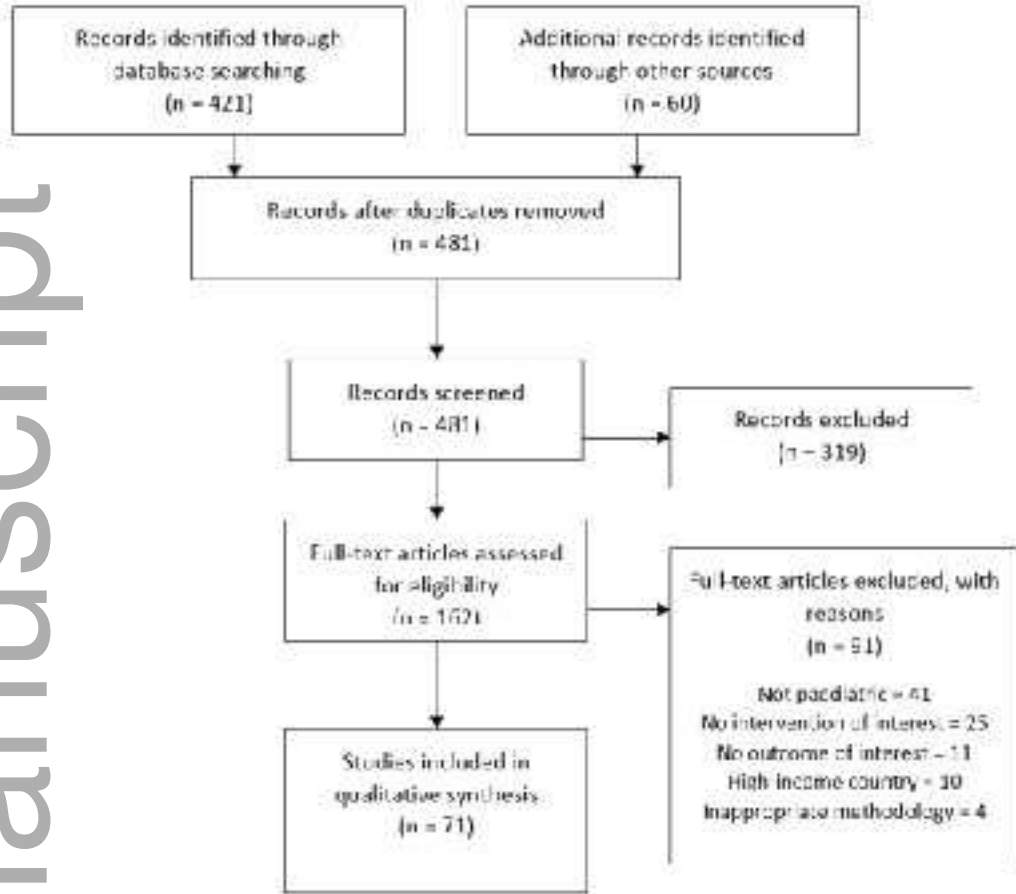 Records identified through
database searching
(n = 421)
Additional records identified
through other sources
(n = 60)
Records after duplicates removed
(n = 481)
Records screened
(n = 481)
Records excluded
(n = 319)
Full-text articles assessed
for eligibility
(n = 162)
Full-text articles excluded, with
reasons
(n = 91)
Not paediatric = 41
No intervention of interest = 25
No outcome of interest = 11
High-income country = 10
Inappropriate methodology = 4
Studies included in
qualitative synthesis
(n = 71)
anuscript